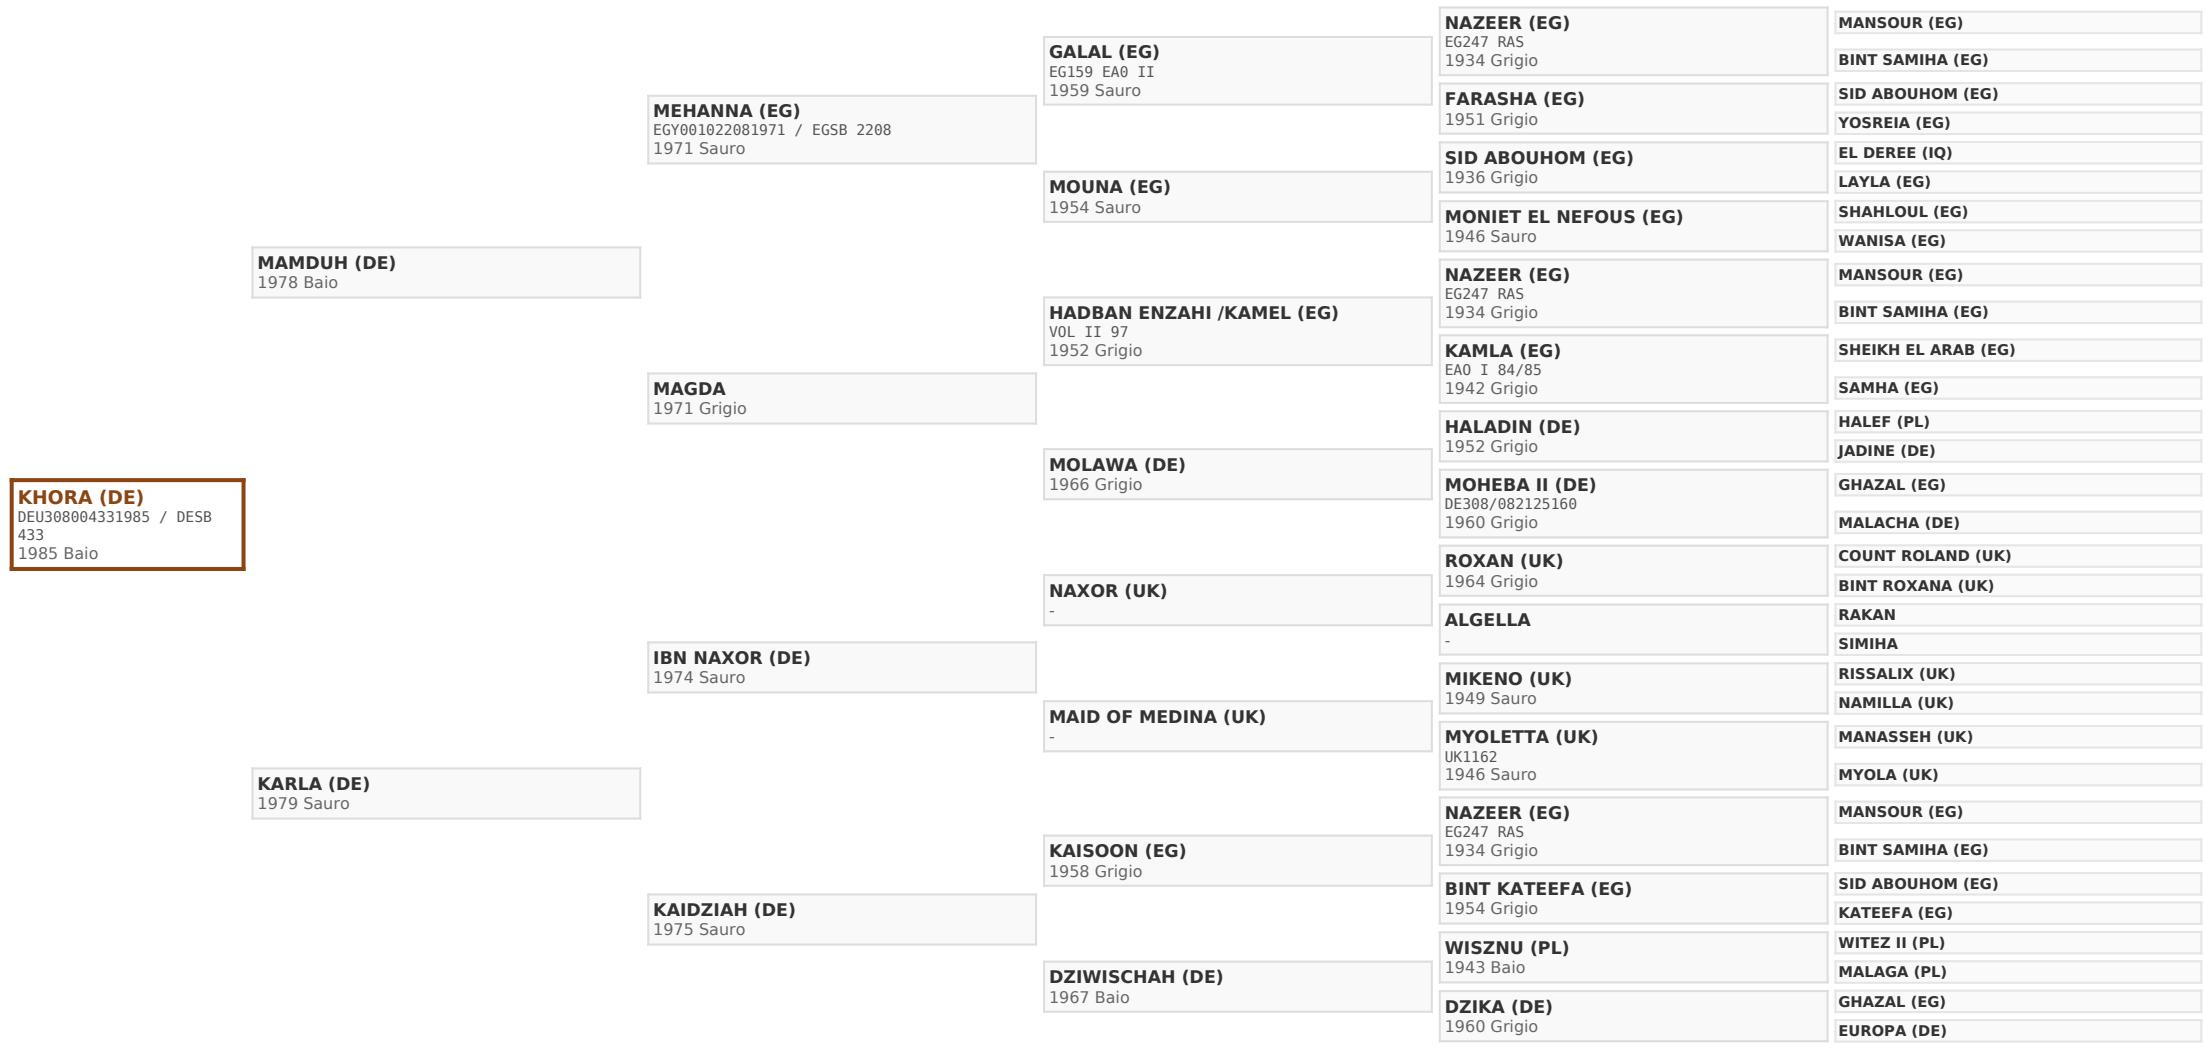 KHORA (DE)
DEU308004331985 / DESB
433
1985 Baio
MAMDUH (DE)
1978 Baio
KARLA (DE)
1979 Sauro
MEHANNA (EG)
EGY001022081971 / EGSB 2208
1971 Sauro
MAGDA
1971 Grigio
IBN NAXOR (DE)
1974 Sauro
KAIDZIAH (DE)
1975 Sauro
GALAL (EG)
EG159 EAO II
1959 Sauro
MOUNA (EG)
1954 Sauro
HADBAN ENZAHI /KAMEL (EG)
VOL II 97
1952 Grigio
MOLAWA (DE)
1966 Grigio
NAXOR (UK)
-
MAID OF MEDINA (UK)
-
KAISOON (EG)
1958 Grigio
DZIWISCHAH (DE)
1967 Baio
NAZEER (EG)
EG247 RAS
1934 Grigio
FARASHA (EG)
1951 Grigio
SID ABOUHOM (EG)
1936 Grigio
MONIET EL NEFOUS (EG)
1946 Sauro
NAZEER (EG)
EG247 RAS
1934 Grigio
KAMLA (EG)
EAO I 84/85
1942 Grigio
HALADIN (DE)
1952 Grigio
MOHEBA II (DE)
DE308/082125160
1960 Grigio
ROXAN (UK)
1964 Grigio
ALGELLA
-
MIKENO (UK)
1949 Sauro
MYOLETTA (UK)
UK1162
1946 Sauro
NAZEER (EG)
EG247 RAS
1934 Grigio
BINT KATEEFA (EG)
1954 Grigio
WISZNU (PL)
1943 Baio
DZIKA (DE)
1960 Grigio
MANSOUR (EG)
BINT SAMIHA (EG)
SID ABOUHOM (EG)
YOSREIA (EG)
EL DEREE (IQ)
LAYLA (EG)
SHAHLOUL (EG)
WANISA (EG)
MANSOUR (EG)
BINT SAMIHA (EG)
SHEIKH EL ARAB (EG)
SAMHA (EG)
HALEF (PL)
JADINE (DE)
GHAZAL (EG)
MALACHA (DE)
COUNT ROLAND (UK)
BINT ROXANA (UK)
RAKAN
SIMIHA
RISSALIX (UK)
NAMILLA (UK)
MANASSEH (UK)
MYOLA (UK)
MANSOUR (EG)
BINT SAMIHA (EG)
SID ABOUHOM (EG)
KATEEFA (EG)
WITEZ II (PL)
MALAGA (PL)
GHAZAL (EG)
EUROPA (DE)